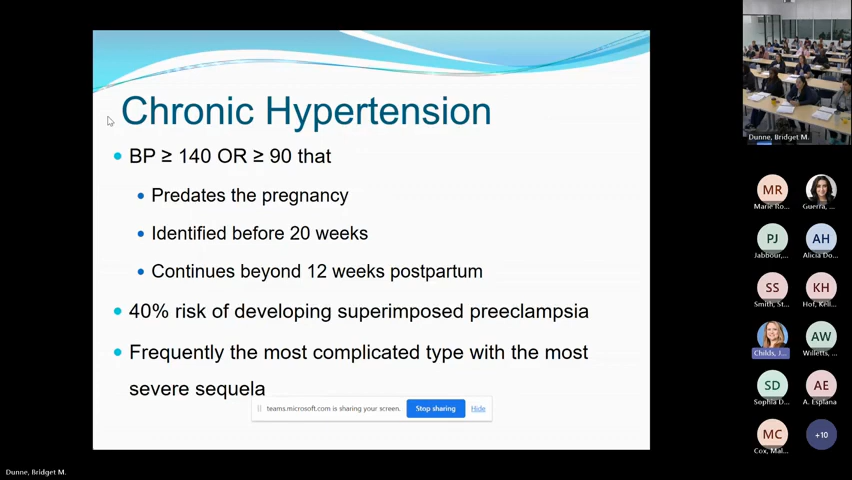 Chronic Hypertension
• BP ≥ 140 OR ≥ 90 that
• Predates the pregnancy
• Identified before 20 weeks
• Continues beyond 12 weeks postpartum
• 40% risk of developing superimposed preeclampsia
• Frequently the most complicated type with the most
severe sequela
teams.microsoft.com is sharing your screen. Stop sharing Hide
Dunne, Bridget M.
Dunne, Bridget M.
MR
Marie Ro... Guerra, ...
PJ AH
Jabbour,... Alicia Do...
SS KH
Smith, St... Hof, Kell...
AW
Childs, J... Willetts, ...
SD AE
Sophia D... A. Esplana
MC +10
Cox, Mal...